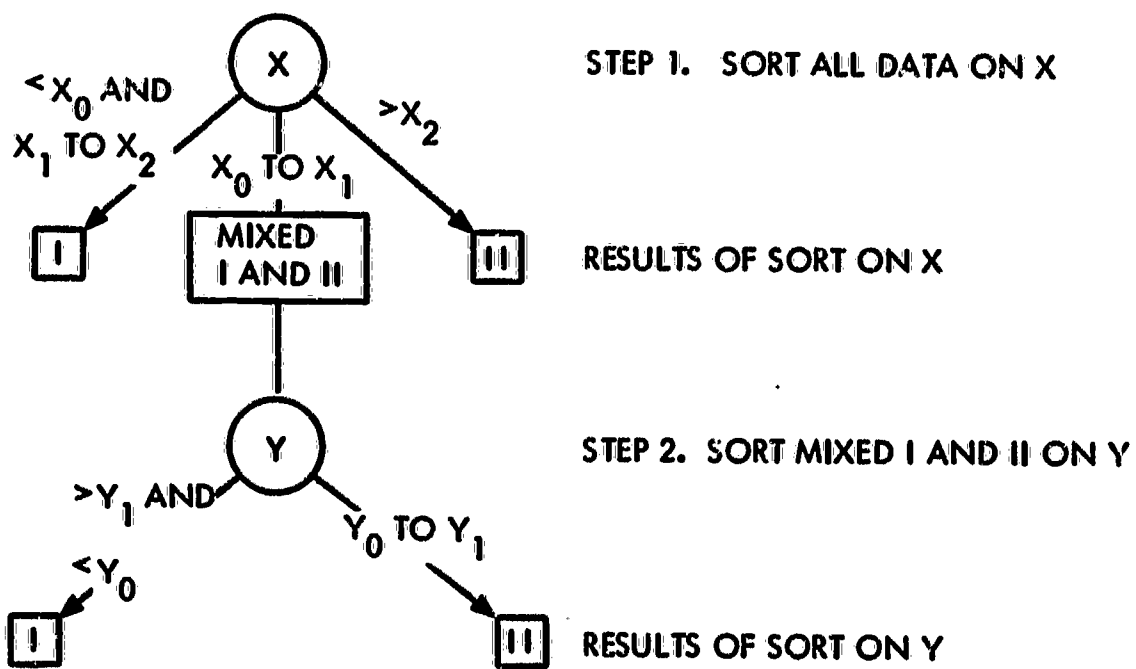 X
STEP 1. SORT ALL DATA ON X
<X₀ AND
X₁ TO X₂
>X₂
X₀ TO X₁
I
MIXED
I AND II
II
RESULTS OF SORT ON X
Y
STEP 2. SORT MIXED I AND II ON Y
>Y₁ AND
<Y₀
Y₀ TO Y₁
I
II
RESULTS OF SORT ON Y